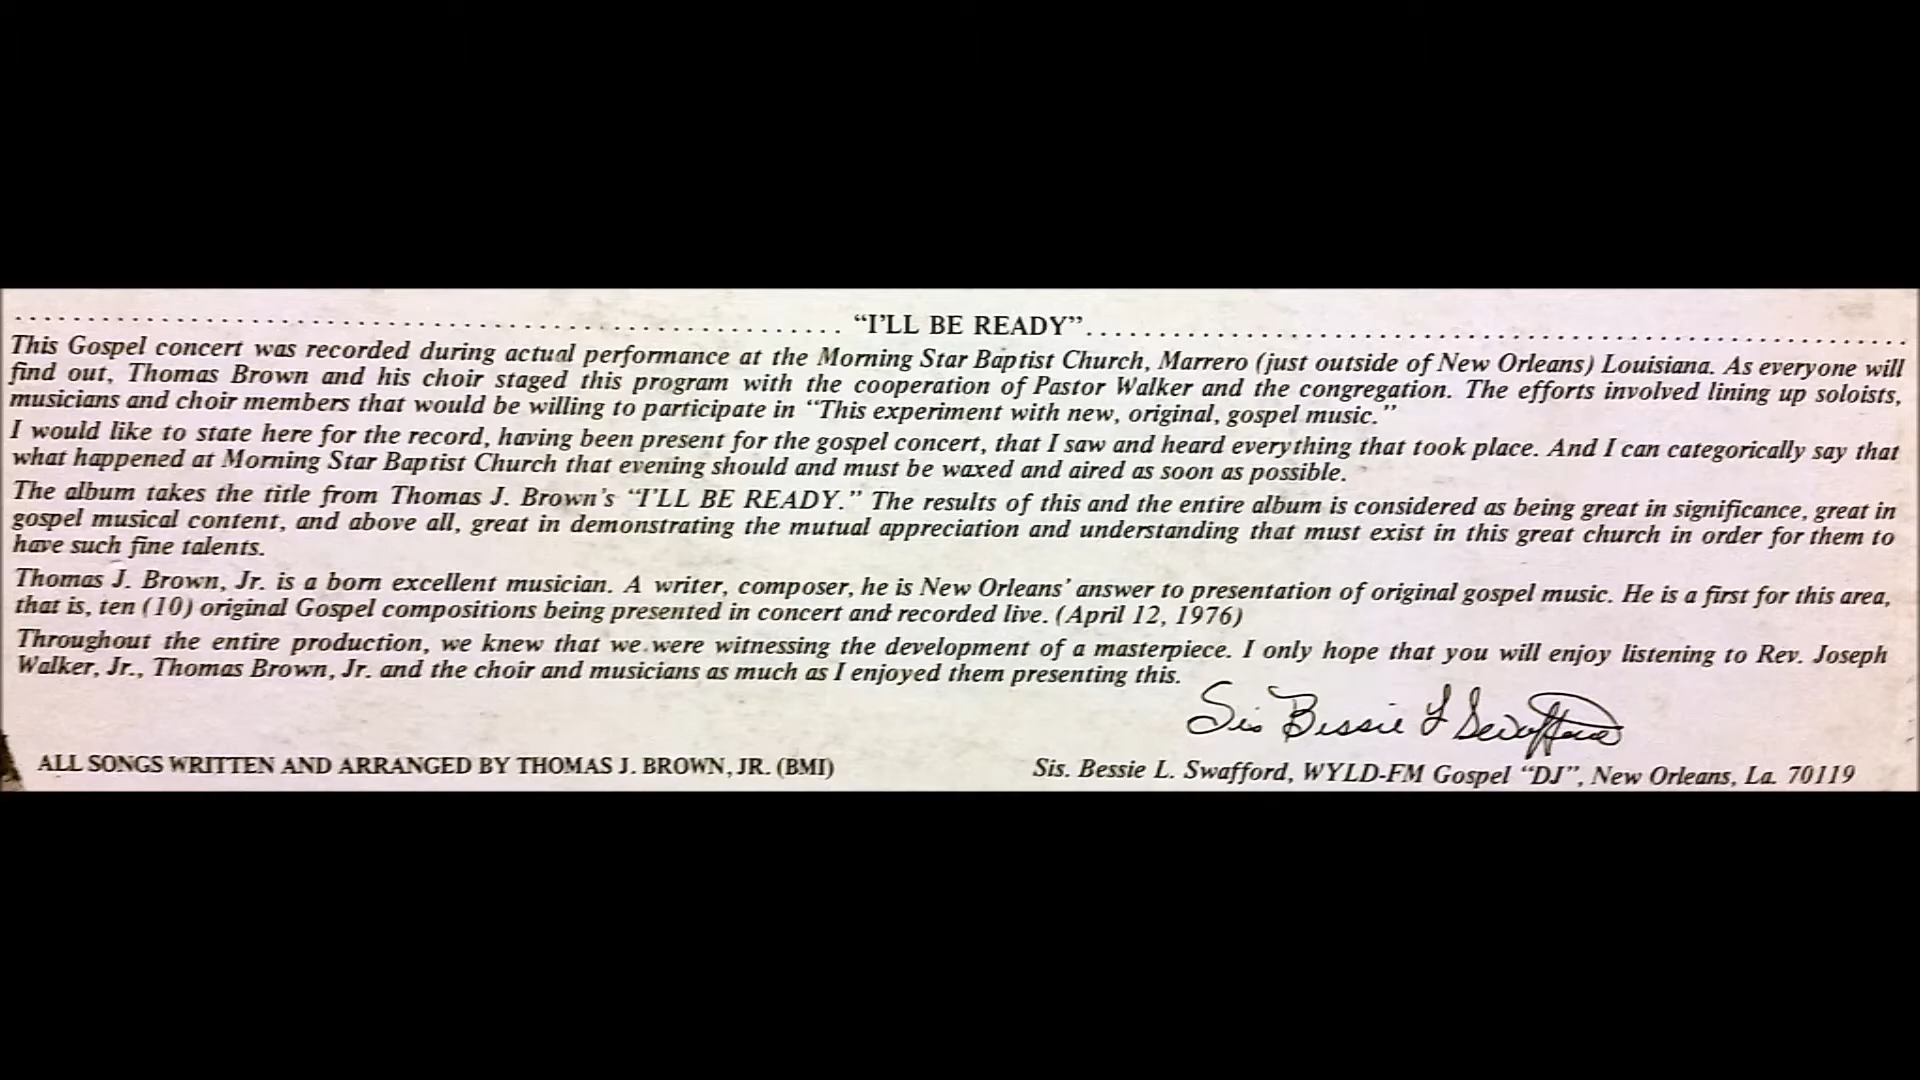 “I’LL BE READY”
This Gospel concert was recorded during actual performance at the Morning Star Baptist Church, Marrero (just outside of New Orleans) Louisiana. As everyone will
find out, Thomas Brown and his choir staged this program with the cooperation of Pastor Walker and the congregation. The efforts involved lining up soloists,
musicians and choir members that would be willing to participate in “This experiment with new, original, gospel music.”
I would like to state here for the record, having been present for the gospel concert, that I saw and heard everything that took place. And I can categorically say that
what happened at Morning Star Baptist Church that evening should and must be waxed and aired as soon as possible.
The album takes the title from Thomas J. Brown’s “I’LL BE READY.” The results of this and the entire album is considered as being great in significance, great in
gospel musical content, and above all, great in demonstrating the mutual appreciation and understanding that must exist in this great church in order for them to
have such fine talents.
Thomas J. Brown, Jr. is a born excellent musician. A writer, composer, he is New Orleans’ answer to presentation of original gospel music. He is a first for this area,
that is, ten (10) original Gospel compositions being presented in concert and recorded live. (April 12, 1976)
Throughout the entire production, we knew that we were witnessing the development of a masterpiece. I only hope that you will enjoy listening to Rev. Joseph
Walker, Jr., Thomas Brown, Jr. and the choir and musicians as much as I enjoyed them presenting this.
Sis Bessie L Swafford
ALL SONGS WRITTEN AND ARRANGED BY THOMAS J. BROWN, JR. (BMI)
Sis. Bessie L. Swafford, WYLD-FM Gospel “DJ”, New Orleans, La. 70119